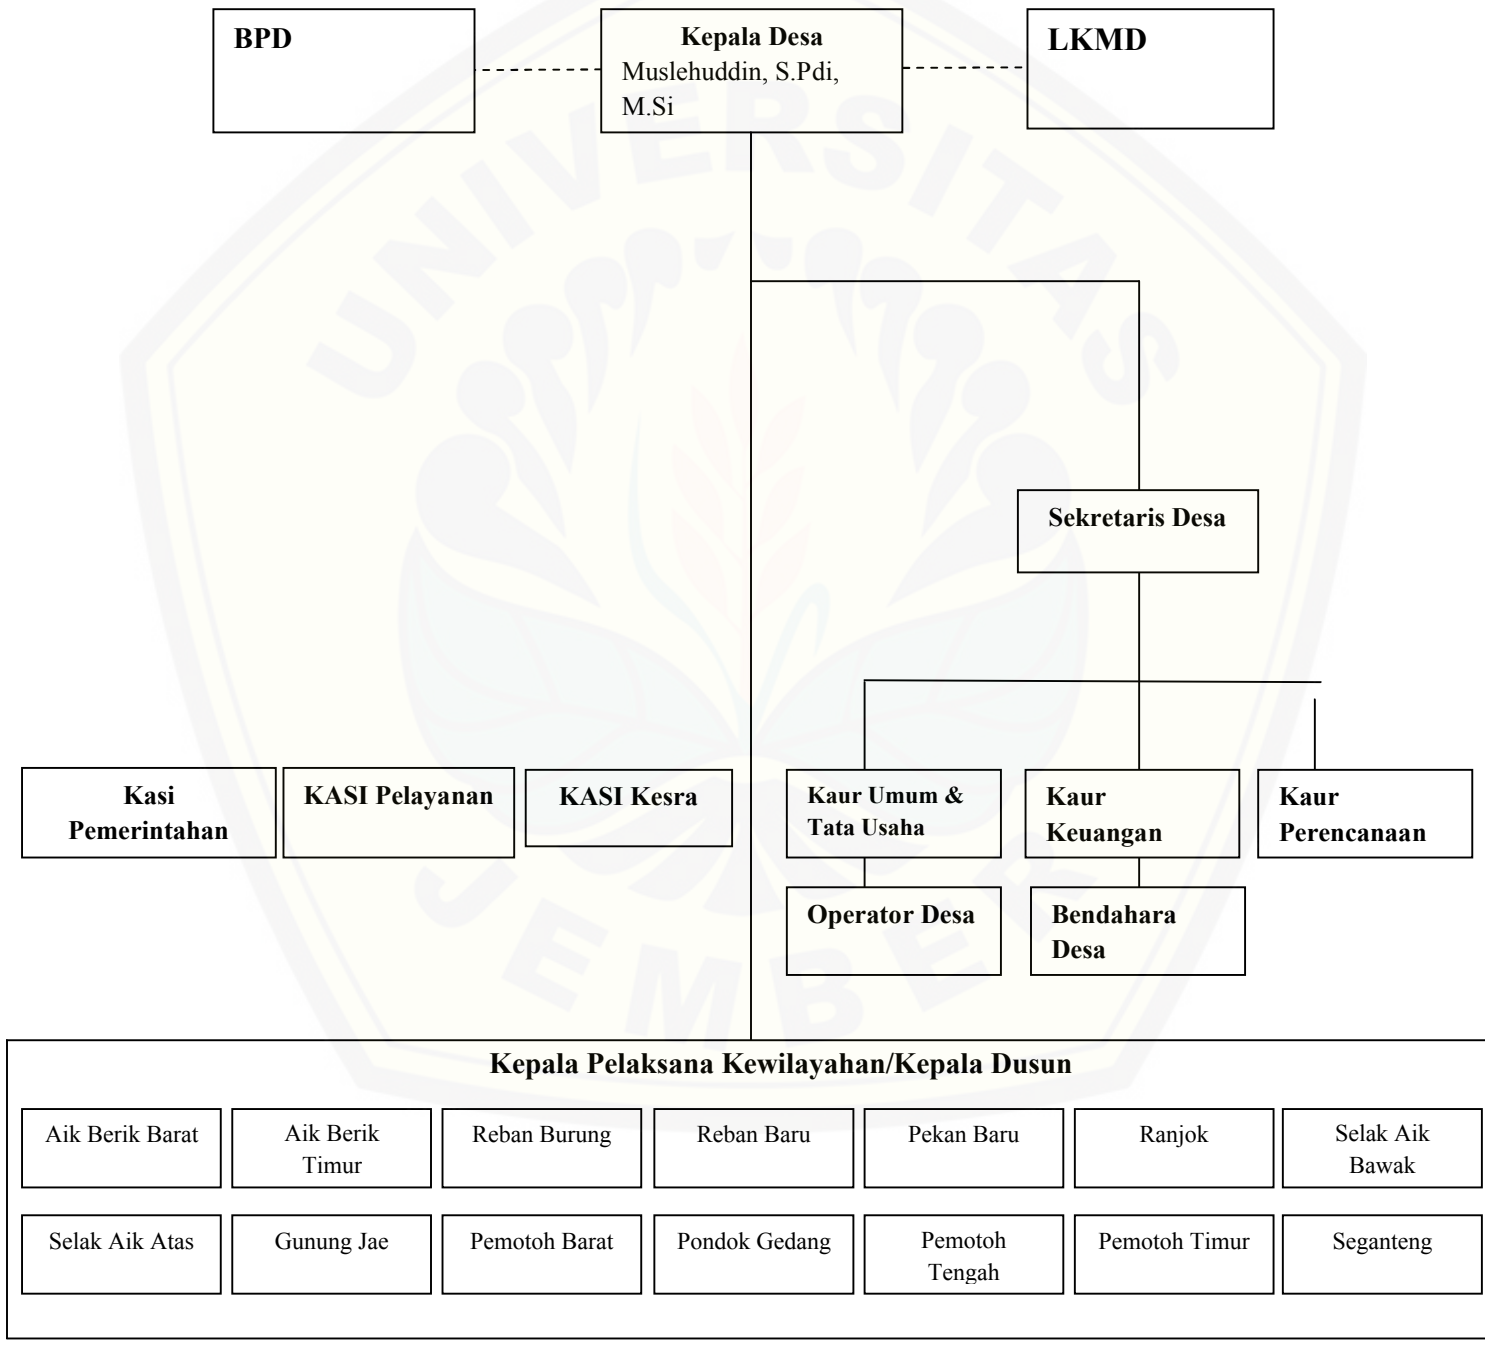 BPD
Kepala Desa
Muslehuddin, S.Pdi,
M.Si
LKMD
UNIVERSITAS
Sekretaris Desa
Kasi
Pemerintahan
KASI Pelayanan
KASI Kesra
Kaur Umum &
Tata Usaha
Kaur
Keuangan
Kaur
Perencanaan
Operator Desa
Bendahara
Desa
JEMBER
Kepala Pelaksana Kewilayahan/Kepala Dusun
Aik Berik Barat
Aik Berik
Timur
Reban Burung
Reban Baru
Pekan Baru
Ranjok
Selak Aik
Bawak
Selak Aik Atas
Gunung Jae
Pemotoh Barat
Pondok Gedang
Pemotoh
Tengah
Pemotoh Timur
Seganteng